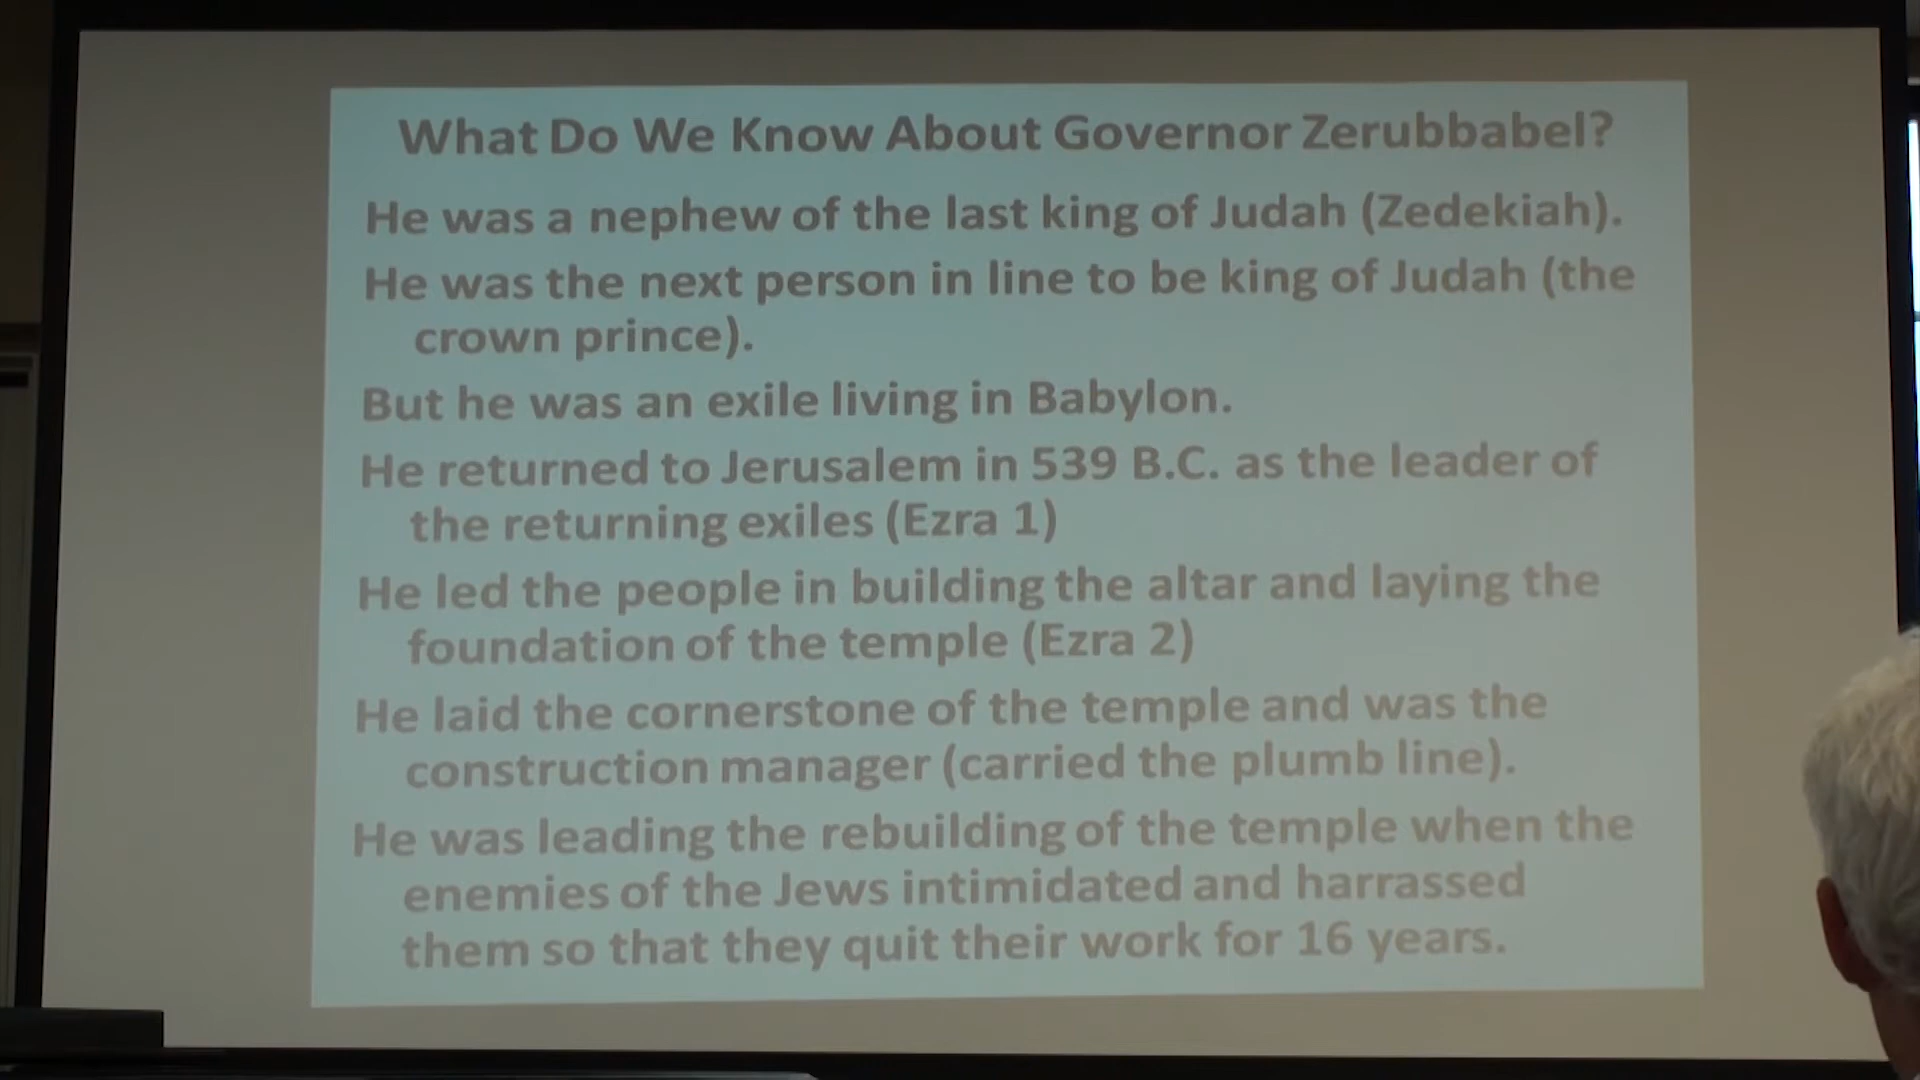 What Do We Know About Governor Zerubbabel?
He was a nephew of the last king of Judah (Zedekiah).
He was the next person in line to be king of Judah (the
crown prince).
But he was an exile living in Babylon.
He returned to Jerusalem in 539 B.C. as the leader of
the returning exiles (Ezra 1)
He led the people in building the altar and laying the
foundation of the temple (Ezra 2)
He laid the cornerstone of the temple and was the
construction manager (carried the plumb line).
He was leading the rebuilding of the temple when the
enemies of the Jews intimidated and harrassed
them so that they quit their work for 16 years.